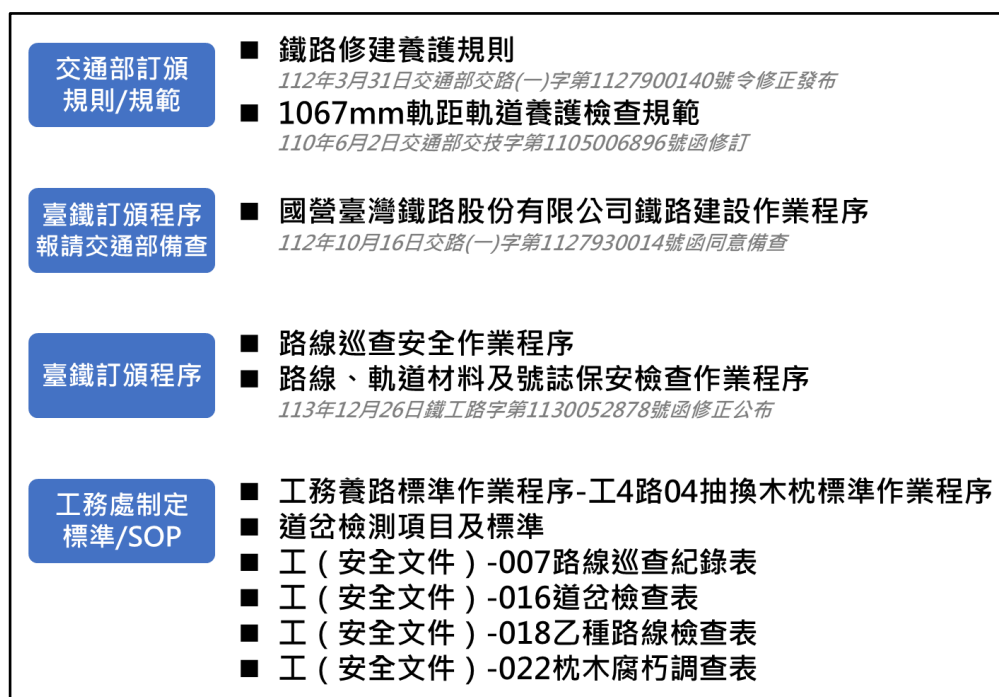 交通部訂頒
規則/規範
■ 鐵路修建養護規則
112年3月31日交通部交路(一)字第1127900140號令修正發布
■ 1067mm軌距軌道養護檢查規範
110年6月2日交通部交技字第1105006896號函修訂
臺鐵訂頒程序
報請交通部備查
■ 國營臺灣鐵路股份有限公司鐵路建設作業程序
112年10月16日交路(一)字第1127930014號函同意備查
臺鐵訂頒程序
■ 路線巡查安全作業程序
■ 路線、軌道材料及號誌保安檢查作業程序
113年12月26日鐵工路字第1130052878號函修正公布
工務處制定
標準/SOP
■ 工務養路標準作業程序-工4路04抽換木枕標準作業程序
■ 道岔檢測項目及標準
■ 工（安全文件）-007路線巡查紀錄表
■ 工（安全文件）-016道岔檢查表
■ 工（安全文件）-018乙種路線檢查表
■ 工（安全文件）-022枕木腐朽調查表